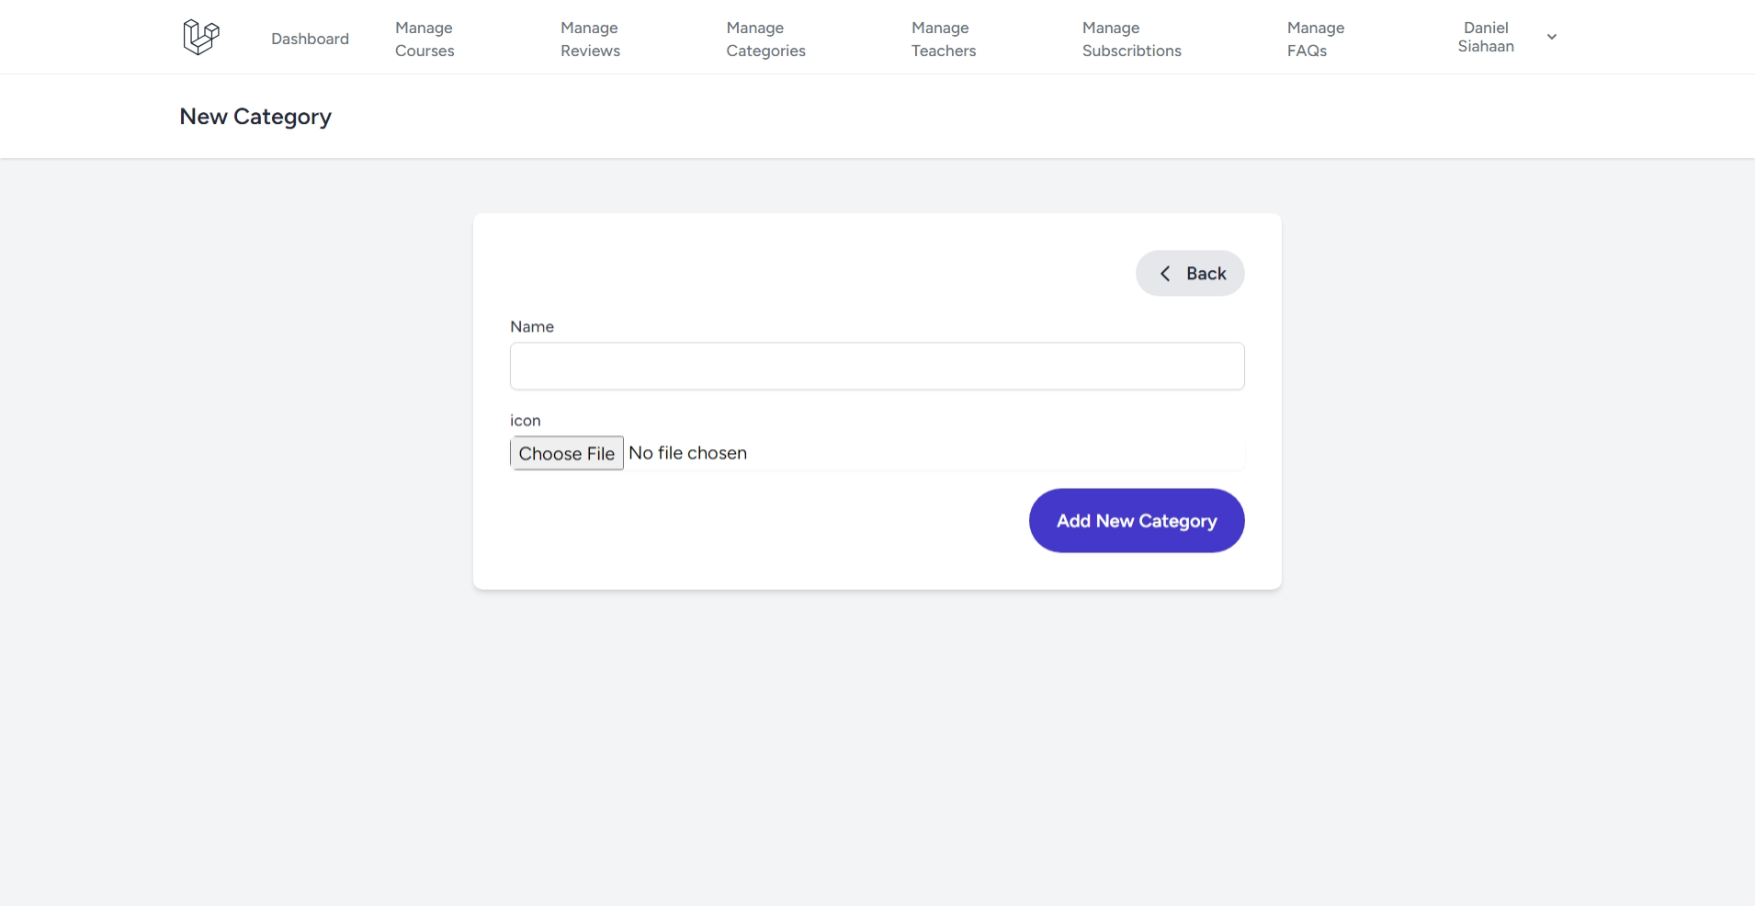 Dashboard
Manage
Courses
Manage
Reviews
Manage
Categories
Manage
Teachers
Manage
Subscribtions
Manage
FAQs
Daniel
Siahaan
New Category
Back
Name
icon
Choose File No file chosen
Add New Category